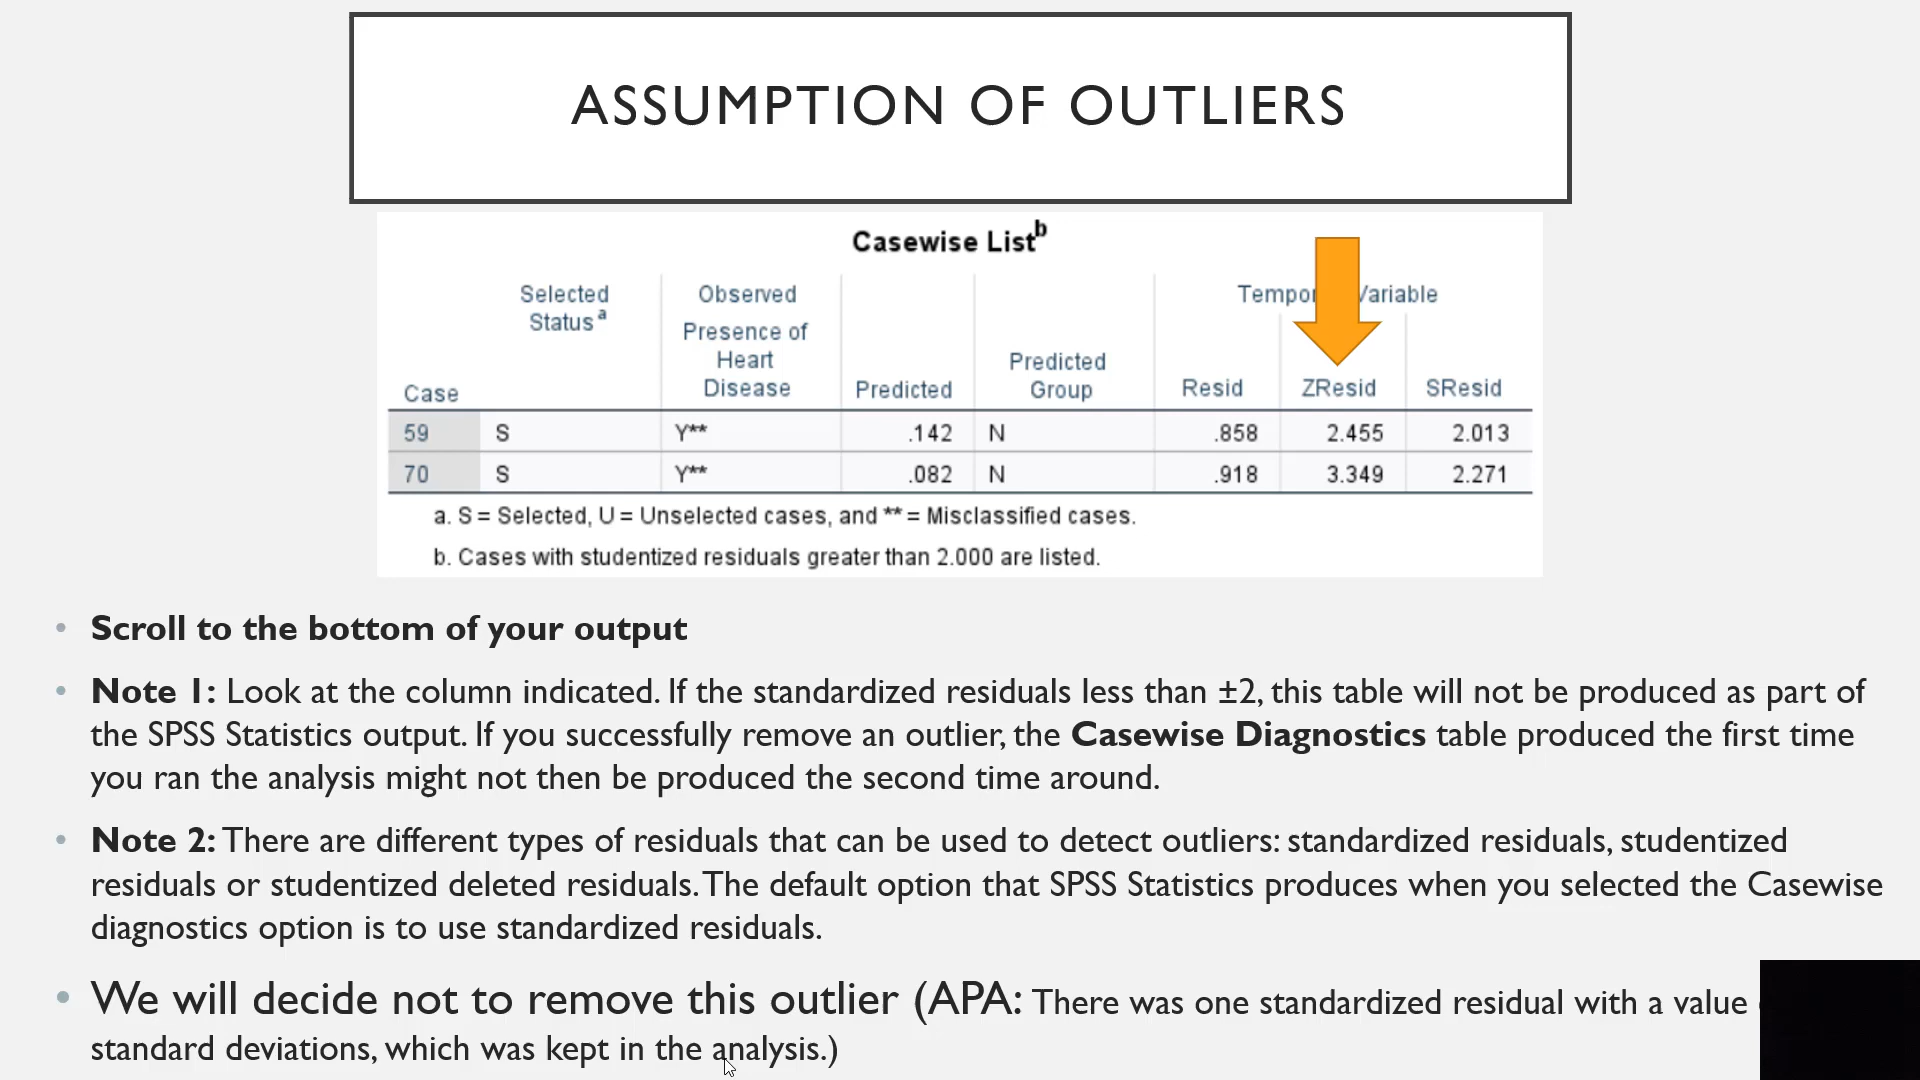 ASSUMPTION OF OUTLIERS
Casewise List^b
Selected Status^a
Observed
Temporary Variable
Presence of Heart Disease
Case
Predicted
Predicted Group
Resid
ZResid
SResid
59 S Y** .142 N .858 2.455 2.013
70 S Y** .082 N .918 3.349 2.271
a. S = Selected, U = Unselected cases, and ** = Misclassified cases.
b. Cases with studentized residuals greater than 2.000 are listed.
• Scroll to the bottom of your output
• Note 1: Look at the column indicated. If the standardized residuals less than ±2, this table will not be produced as part of
the SPSS Statistics output. If you successfully remove an outlier, the Casewise Diagnostics table produced the first time
you ran the analysis might not then be produced the second time around.
• Note 2: There are different types of residuals that can be used to detect outliers: standardized residuals, studentized
residuals or studentized deleted residuals. The default option that SPSS Statistics produces when you selected the Casewise
diagnostics option is to use standardized residuals.
• We will decide not to remove this outlier (APA: There was one standardized residual with a value
standard deviations, which was kept in the analysis.)